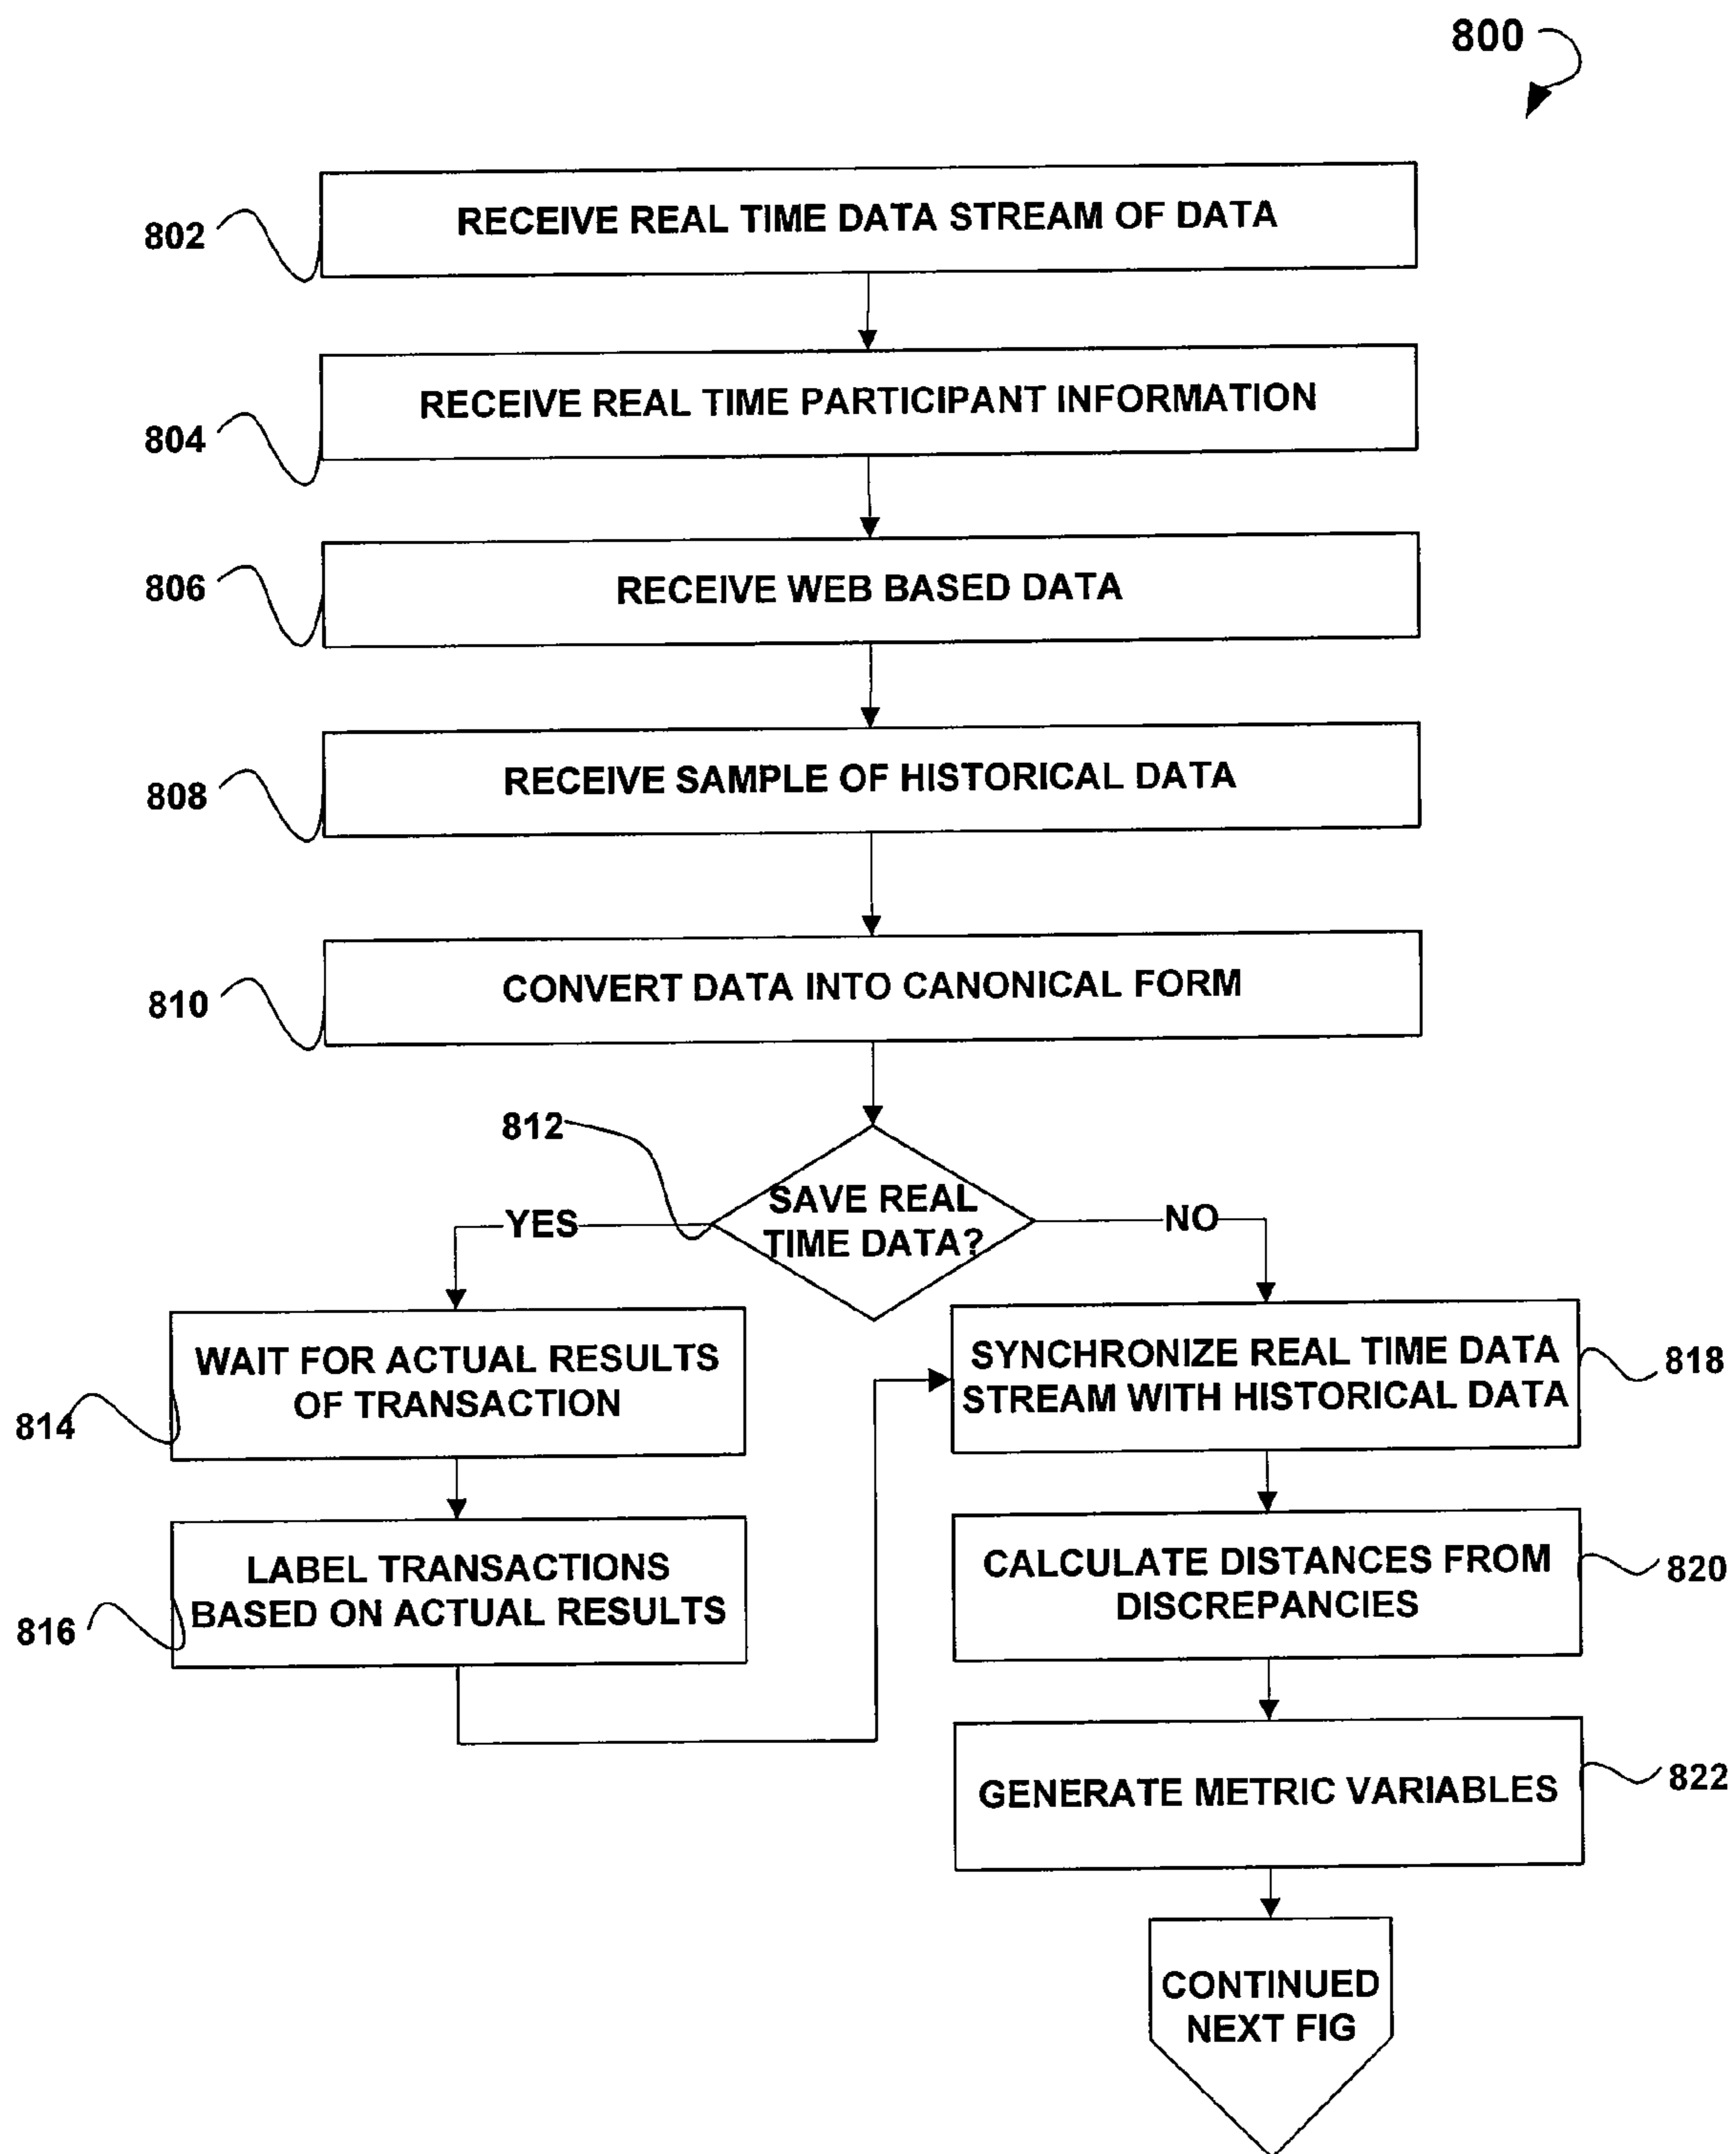 800
RECEIVE REAL TIME DATA STREAM OF DATA
802
RECEIVE REAL TIME PARTICIPANT INFORMATION
804
RECEIVE WEB BASED DATA
806
RECEIVE SAMPLE OF HISTORICAL DATA
808
CONVERT DATA INTO CANONICAL FORM
810
812
SAVE REAL
TIME DATA?
YES
NO
WAIT FOR ACTUAL RESULTS
OF TRANSACTION
814
LABEL TRANSACTIONS
BASED ON ACTUAL RESULTS
816
SYNCHRONIZE REAL TIME DATA
STREAM WITH HISTORICAL DATA
818
CALCULATE DISTANCES FROM
DISCREPANCIES
820
GENERATE METRIC VARIABLES
822
CONTINUED
NEXT FIG